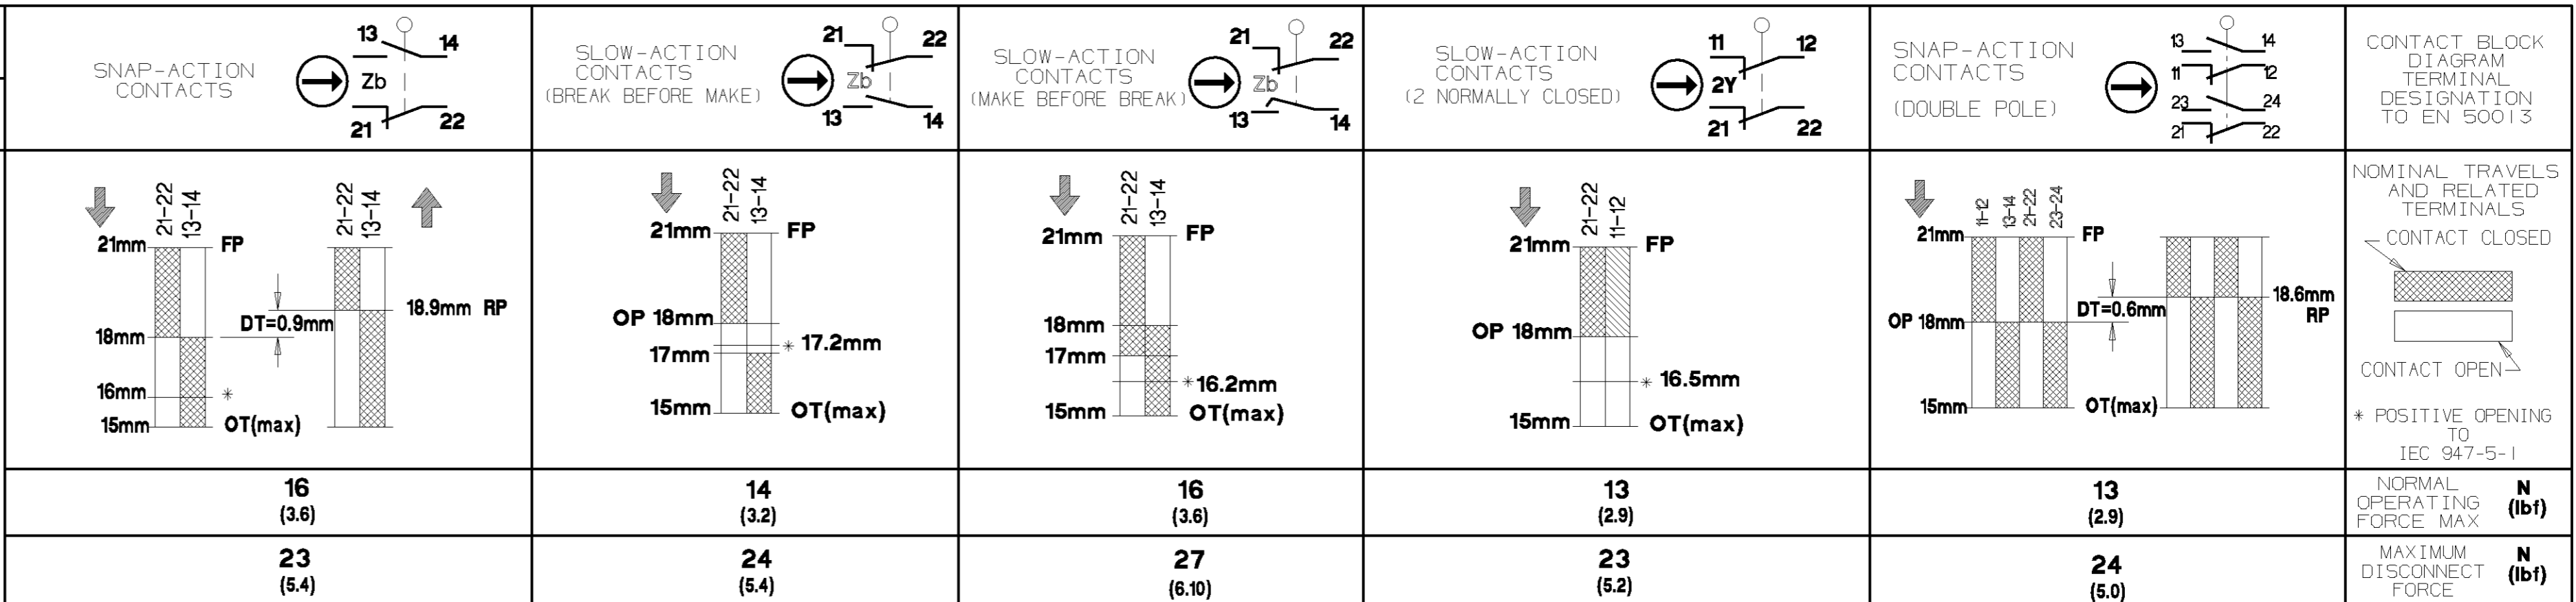 SNAP-ACTION
CONTACTS
13
14
Zb
21
22
SLOW-ACTION
CONTACTS
(BREAK BEFORE MAKE)
21
22
Zb
13
14
SLOW-ACTION
CONTACTS
(MAKE BEFORE BREAK)
21
22
Zb
13
14
SLOW-ACTION
CONTACTS
(2 NORMALLY CLOSED)
11
12
2Y
21
22
SNAP-ACTION
CONTACTS
(DOUBLE POLE)
13
14
11
12
23
24
21
22
CONTACT BLOCK
DIAGRAM
TERMINAL
DESIGNATION
TO EN 50013
21-22
13-14
21mm
FP
18mm
16mm
*
15mm
OT(max)
DT=0.9mm
21-22
13-14
18.9mm RP
21-22
13-14
21mm
FP
OP 18mm
* 17.2mm
17mm
15mm
OT(max)
21-22
13-14
21mm
FP
18mm
17mm
*16.2mm
15mm
OT(max)
21-22
11-12
21mm
FP
OP 18mm
* 16.5mm
15mm
OT(max)
11-12
13-14
21-22
23-24
21mm
FP
OP 18mm
DT=0.6mm
18.6mm
RP
15mm
OT(max)
NOMINAL TRAVELS
AND RELATED
TERMINALS
CONTACT CLOSED
CONTACT OPEN
* POSITIVE OPENING
TO
IEC 947-5-1
16
(3.6)
14
(3.2)
16
(3.6)
13
(2.9)
13
(2.9)
NORMAL
OPERATING
FORCE MAX
N
(lbf)
23
(5.4)
24
(5.4)
27
(6.10)
23
(5.2)
24
(5.0)
MAXIMUM
DISCONNECT
FORCE
N
(lbf)